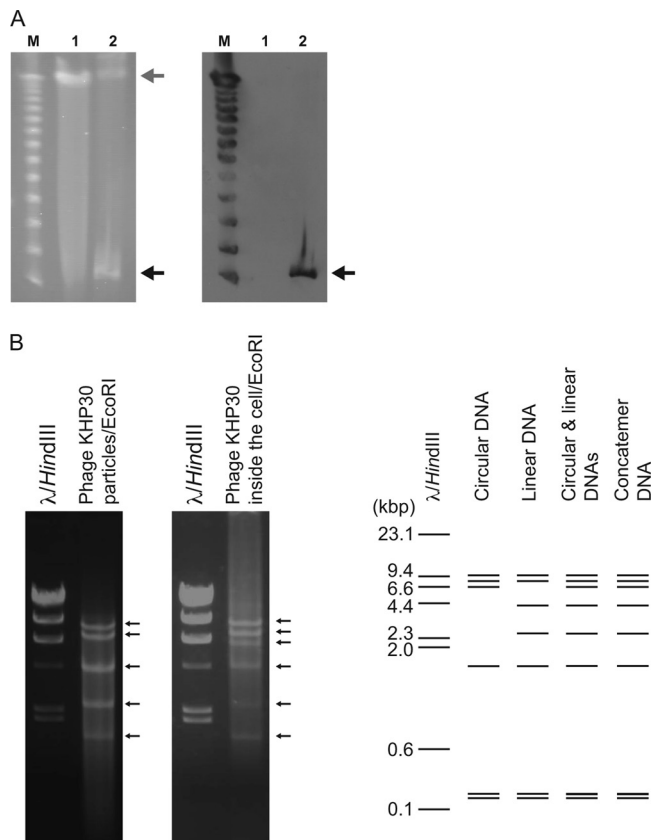 A
M 1 2
M 1 2
B
λ/HindIII
Phage KHP30
particles/EcoRI
λ/HindIII
Phage KHP30
inside the cell/EcoRI
λ/HindIII
Circular DNA
Linear DNA
Circular & linear
DNAs
Concatemer
DNA
(kbp)
23.1
9.4
6.6
4.4
2.3
2.0
0.6
0.1